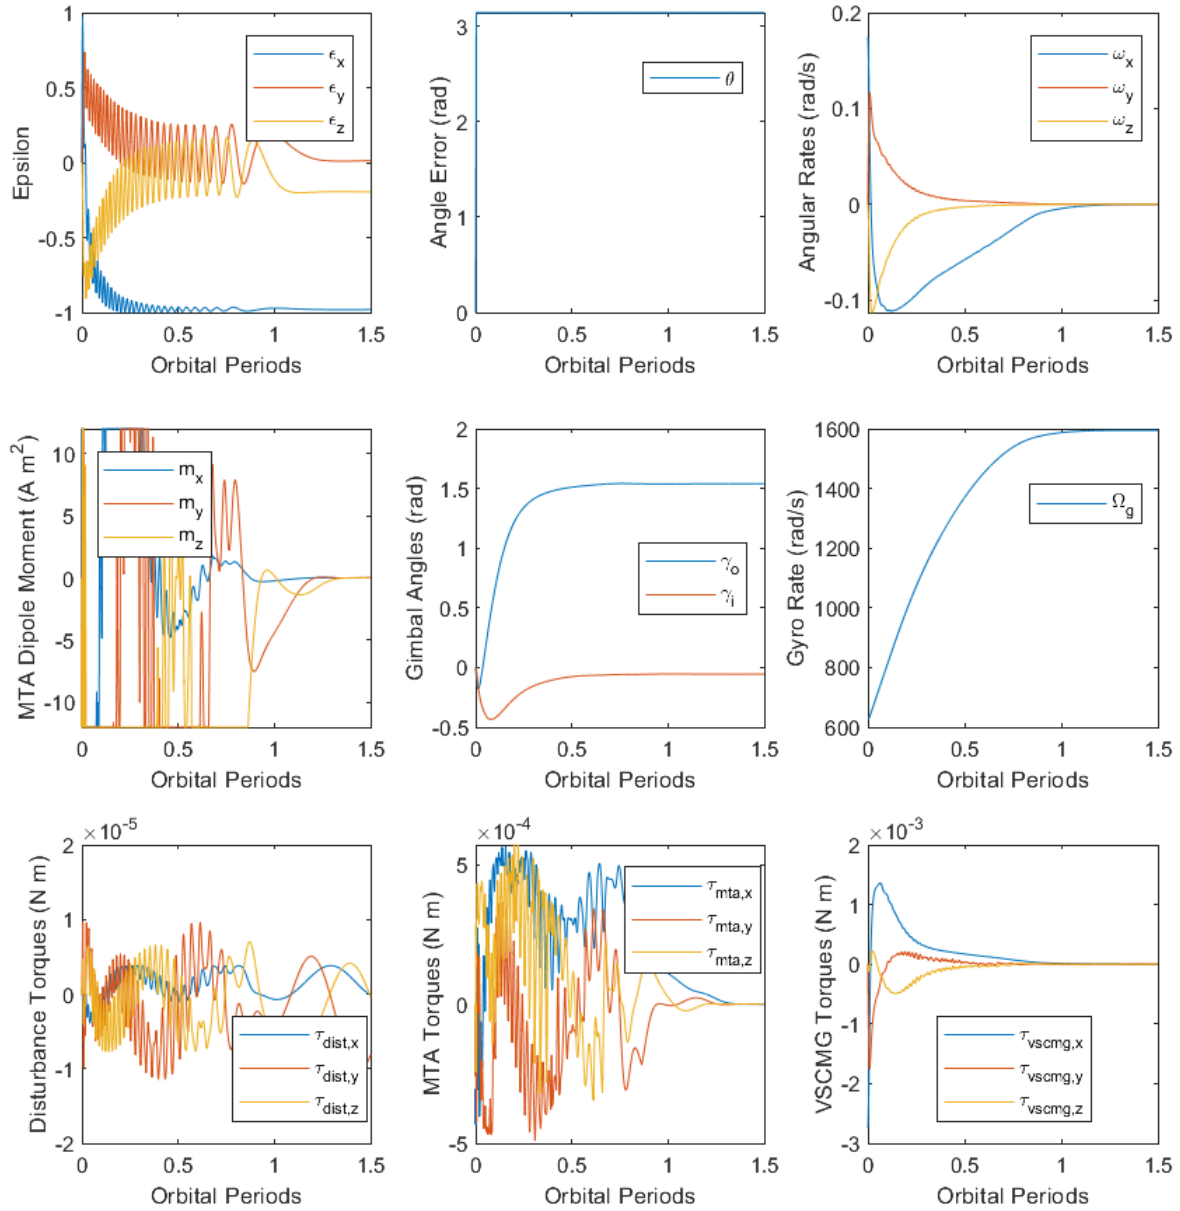 1
0.5
0
-0.5
-1
Epsilon
ϵx
ϵy
ϵz
0 0.5 1 1.5
Orbital Periods
3
2
1
0
Angle Error (rad)
θ
0 0.5 1 1.5
Orbital Periods
0.2
0.1
0
-0.1
Angular Rates (rad/s)
ωx
ωy
ωz
0 0.5 1 1.5
Orbital Periods
10
5
0
-5
-10
MTA Dipole Moment (A m²)
mx
my
mz
0 0.5 1 1.5
Orbital Periods
2
1.5
1
0.5
0
-0.5
Gimbal Angles (rad)
γo
γi
0 0.5 1 1.5
Orbital Periods
1600
1400
1200
1000
800
600
Gyro Rate (rad/s)
Ωg
0 0.5 1 1.5
Orbital Periods
×10⁻⁵
2
1
0
-1
-2
Disturbance Torques (N m)
τdist,x
τdist,y
τdist,z
0 0.5 1 1.5
Orbital Periods
×10⁻⁴
5
0
-5
MTA Torques (N m)
τmta,x
τmta,y
τmta,z
0 0.5 1 1.5
Orbital Periods
×10⁻³
2
1
0
-1
-2
-3
VSCMG Torques (N m)
τvscmg,x
τvscmg,y
τvscmg,z
0 0.5 1 1.5
Orbital Periods